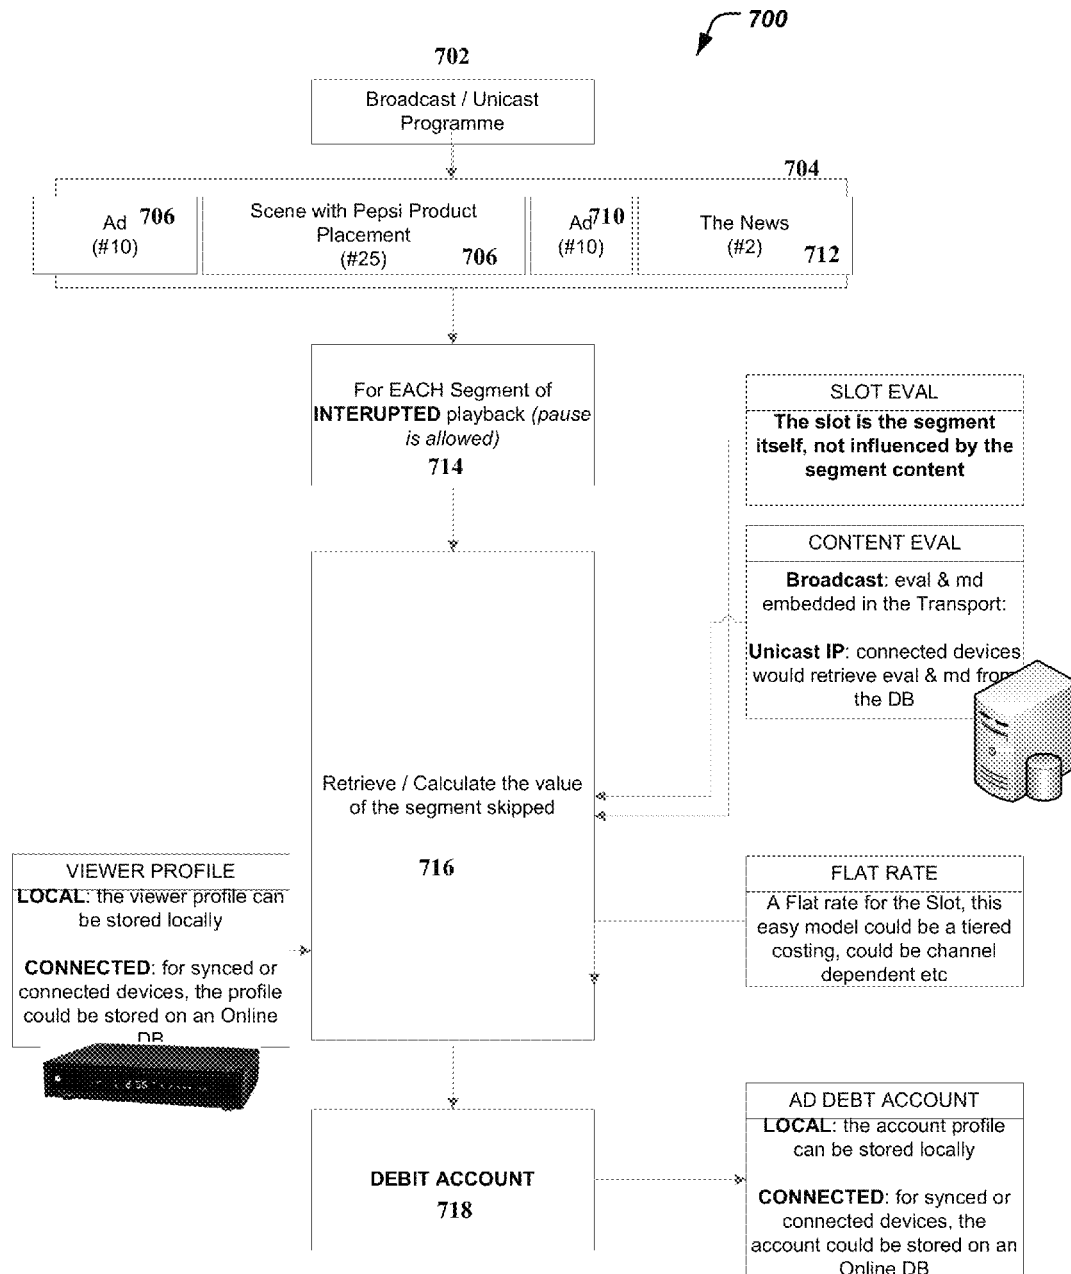 700
702
Broadcast / Unicast
Programme
704
Ad 706
(#10)
Scene with Pepsi Product
Placement
(#25) 706
Ad 710
(#10)
The News
(#2)
712
For EACH Segment of
INTERUPTED playback (pause
is allowed)
714
SLOT EVAL
The slot is the segment
itself, not influenced by the
segment content
CONTENT EVAL
Broadcast: eval & md
embedded in the Transport:
Unicast IP: connected devices
would retrieve eval & md from
the DB
Retrieve / Calculate the value
of the segment skipped
716
VIEWER PROFILE
LOCAL: the viewer profile can
be stored locally
CONNECTED: for synced or
connected devices, the profile
could be stored on an Online
DB
FLAT RATE
A Flat rate for the Slot, this
easy model could be a tiered
costing, could be channel
dependent etc
DEBIT ACCOUNT
718
AD DEBT ACCOUNT
LOCAL: the account profile
can be stored locally
CONNECTED: for synced or
connected devices, the
account could be stored on an
Online DB